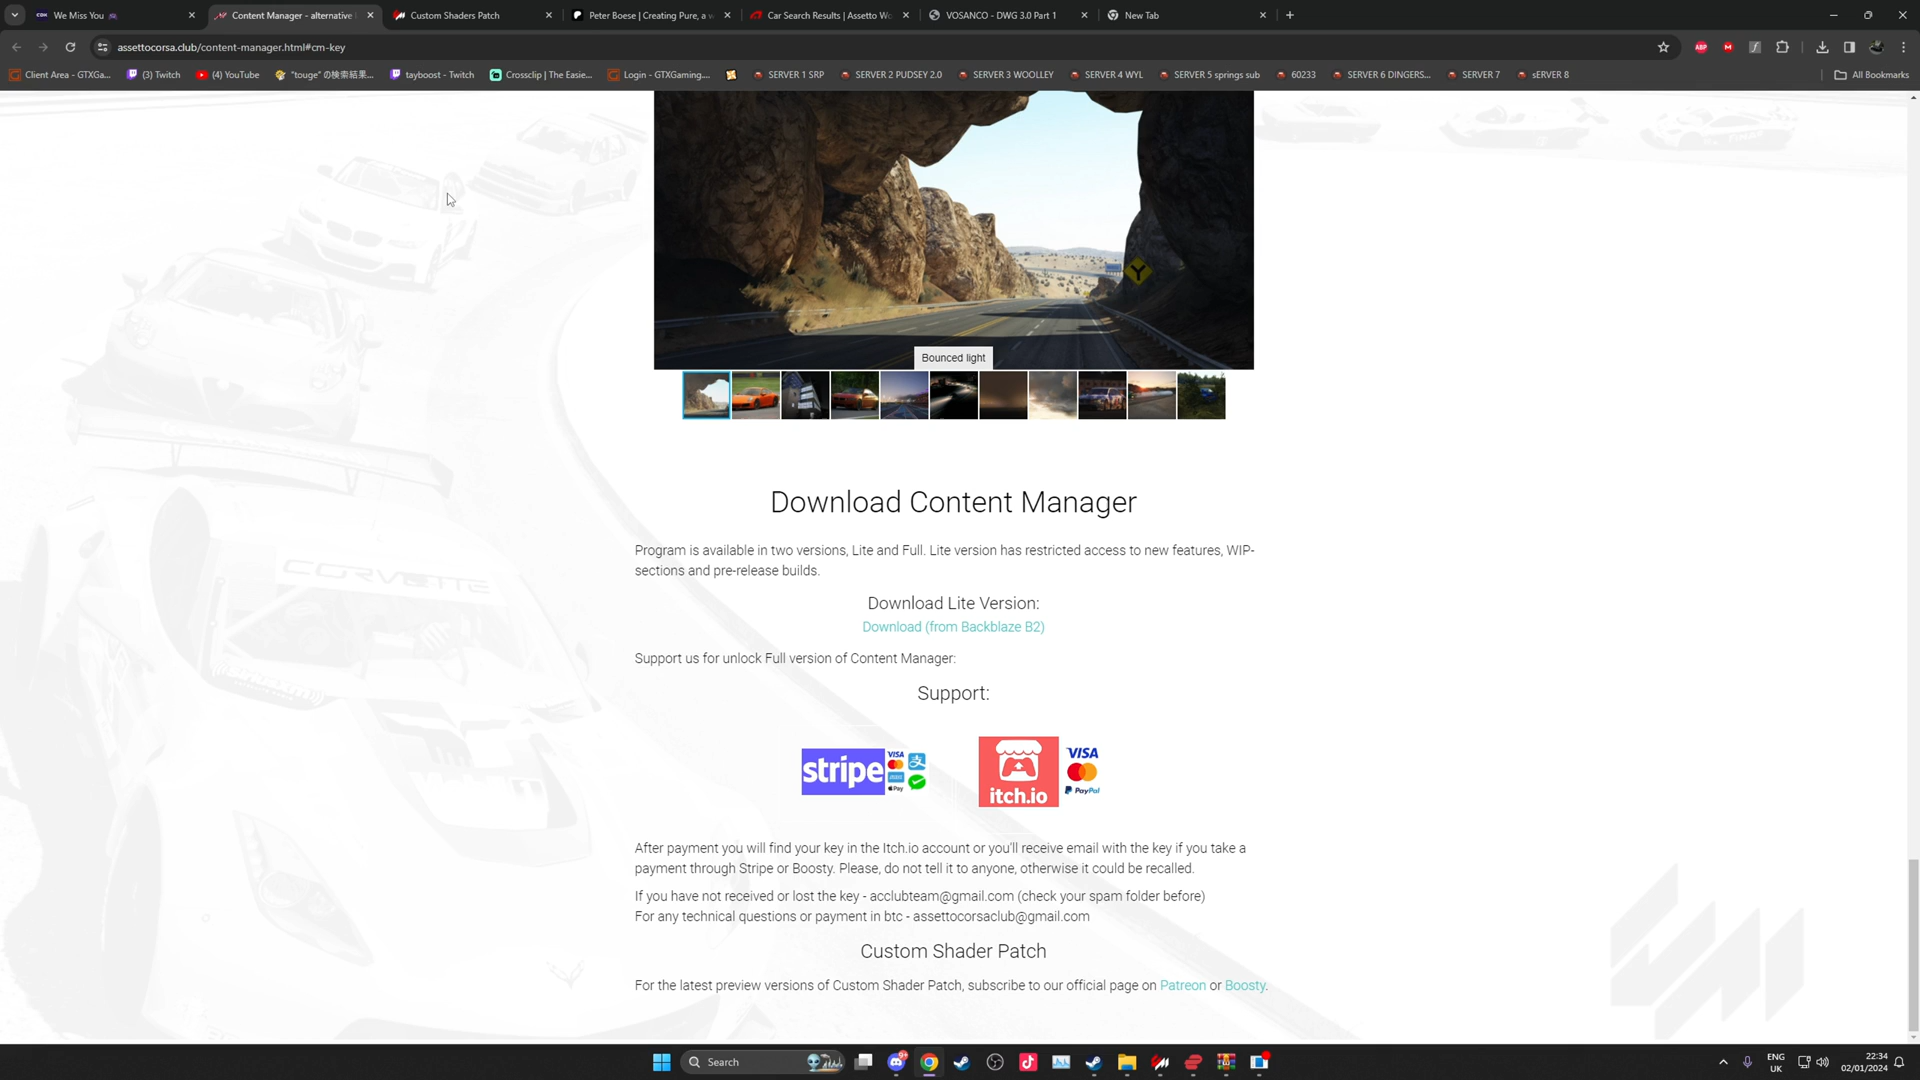 We Miss You
Content Manager - alternative
Custom Shaders Patch
Peter Boese | Creating Pure, a w
Car Search Results | Assetto Wo
VOSANCO - DWG 3.0 Part 1
New Tab
assettocorsa.club/content-manager.html#cm-key
Client Area - GTXGa...
(3) Twitch
(4) YouTube
"touge" の検索結果...
tayboost - Twitch
Crossclip | The Easie...
Login - GTXGaming....
SERVER 1 SRP
SERVER 2 PUDSEY 2.0
SERVER 3 WOOLLEY
SERVER 4 WYL
SERVER 5 springs sub
60233
SERVER 6 DINGERS...
SERVER 7
sERVER 8
All Bookmarks
Bounced light
CORVETTE
Download Content Manager
Program is available in two versions, Lite and Full. Lite version has restricted access to new features, WIP-
sections and pre-release builds.
Download Lite Version:
Download (from Backblaze B2)
Support us for unlock Full version of Content Manager:
Support:
stripe
VISA
Pay
itch.io
VISA
PayPal
After payment you will find your key in the Itch.io account or you'll receive email with the key if you take a
payment through Stripe or Boosty. Please, do not tell it to anyone, otherwise it could be recalled.
If you have not received or lost the key - acclubteam@gmail.com (check your spam folder before)
For any technical questions or payment in btc - assettocorsaclub@gmail.com
Custom Shader Patch
For the latest preview versions of Custom Shader Patch, subscribe to our official page on Patreon or Boosty.
Search
ENG
UK
22:34
02/01/2024